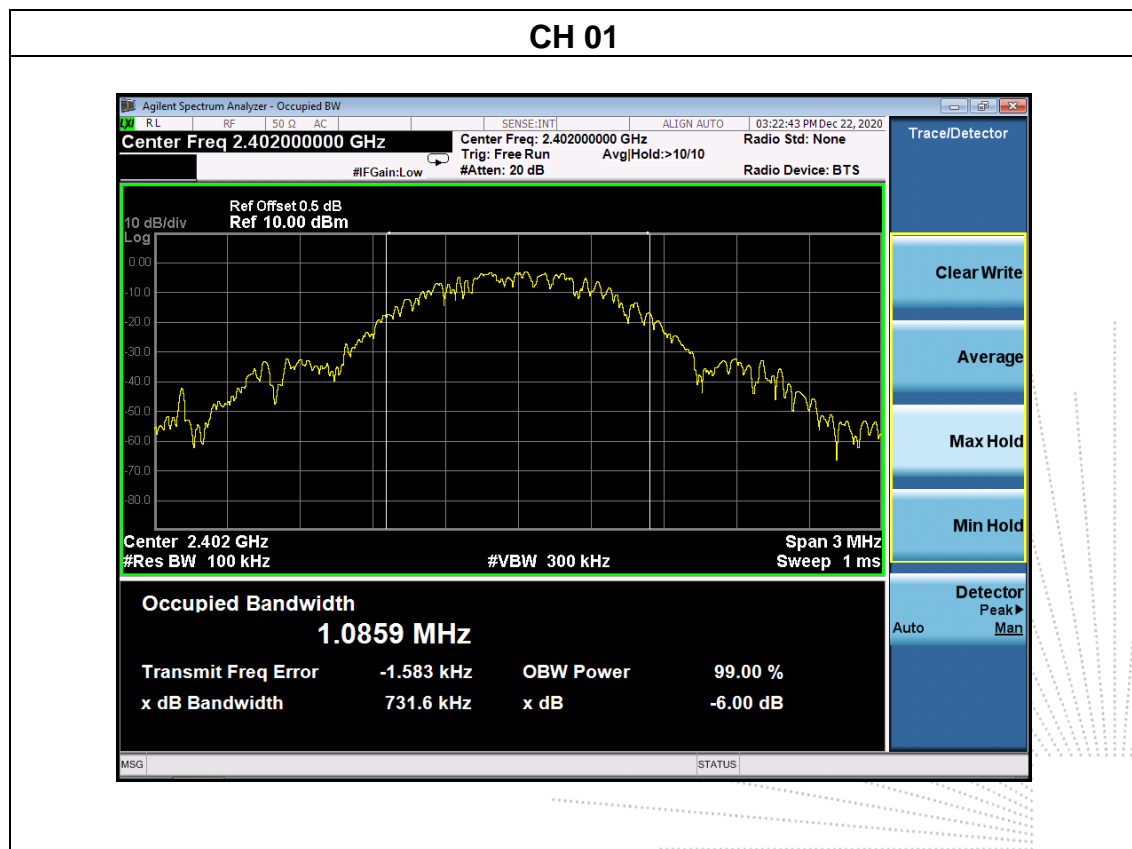 CH 01
Agilent Spectrum Analyzer - Occupied BW
LXI RL RF 50 Ω AC SENSE:INT ALIGN AUTO 03:22:43 PM Dec 22, 2020
Center Freq 2.402000000 GHz
Center Freq: 2.402000000 GHz Radio Std: None
Trig: Free Run Avg|Hold:>10/10
#IFGain:Low #Atten: 20 dB Radio Device: BTS
Trace/Detector
Ref Offset 0.5 dB
10 dB/div Ref 10.00 dBm
Log
0.00
-10.0
-20.0
-30.0
-40.0
-50.0
-60.0
-70.0
-80.0
Center 2.402 GHz Span 3 MHz
#Res BW 100 kHz #VBW 300 kHz Sweep 1 ms
Clear Write
Average
Max Hold
Min Hold
Detector
Peak
Auto Man
Occupied Bandwidth
1.0859 MHz
Transmit Freq Error -1.583 kHz OBW Power 99.00 %
x dB Bandwidth 731.6 kHz x dB -6.00 dB
MSG STATUS